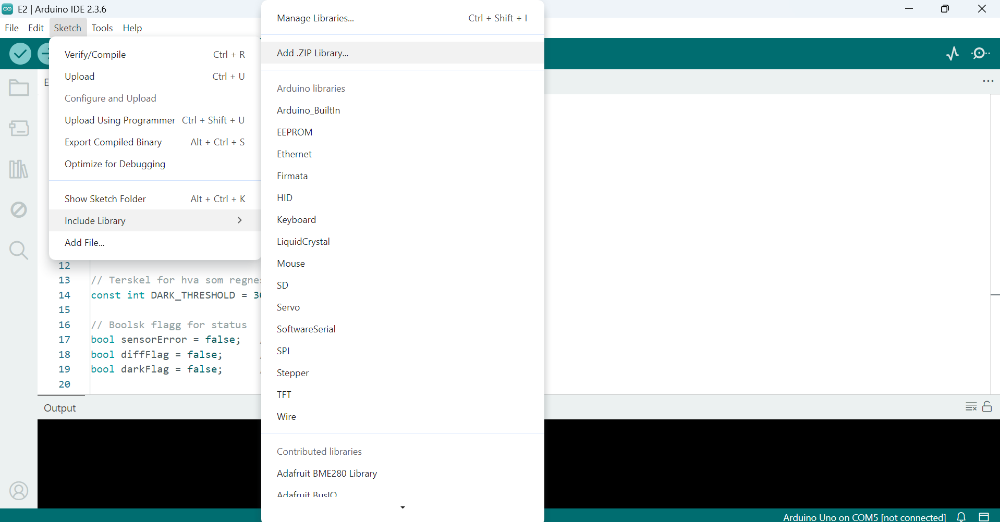 E2 | Arduino IDE 2.3.6
File Edit Sketch Tools Help
Verify/Compile Ctrl + R
Upload Ctrl + U
Configure and Upload
Upload Using Programmer Ctrl + Shift + U
Export Compiled Binary Alt + Ctrl + S
Optimize for Debugging
Show Sketch Folder Alt + Ctrl + K
Include Library
Add File...
Manage Libraries... Ctrl + Shift + I
Add .ZIP Library...
Arduino libraries
Arduino_BuiltIn
EEPROM
Ethernet
Firmata
HID
Keyboard
LiquidCrystal
Mouse
SD
Servo
SoftwareSerial
SPI
Stepper
TFT
Wire
Contributed libraries
Adafruit BME280 Library
Adafruit BusIO
12
13 // Terskel for hva som
14 const int DARK_THRESHOLD =
15
16 // Boolsk flagg for status
17 bool sensorError = false;
18 bool diffFlag = false;
19 bool darkFlag = false;
20
Output
Arduino Uno on COM5 [not connected]